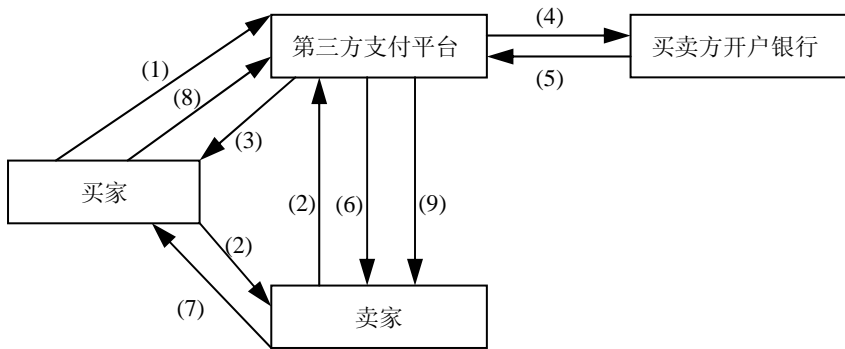 (4)
第三方支付平台
买卖方开户银行
(1)
(5)
(8)
(3)
买家
(2)
(6)
(9)
(2)
(7)
卖家